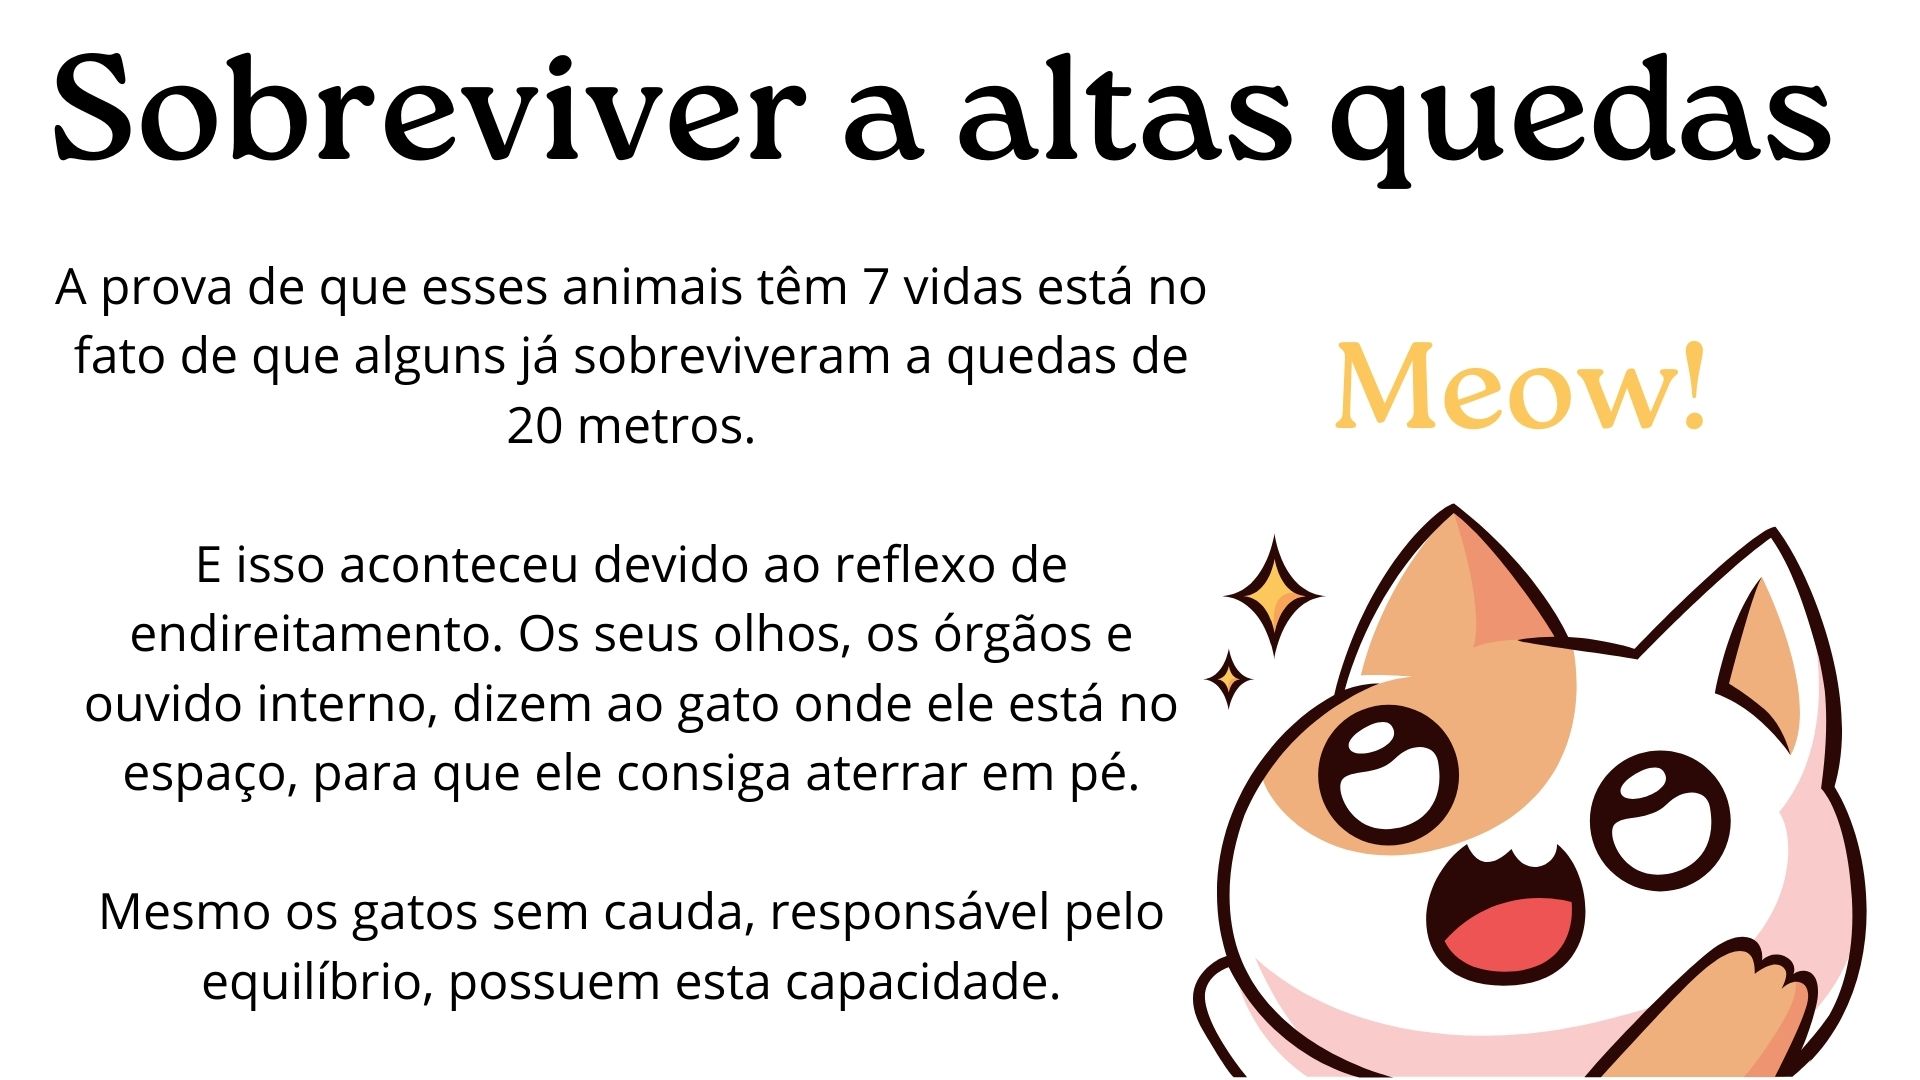 Sobreviver a altas quedas
A prova de que esses animais têm 7 vidas está no
fato de que alguns já sobreviveram a quedas de
20 metros.
Meow!
E isso aconteceu devido ao reflexo de
endireitamento. Os seus olhos, os órgãos e
ouvido interno, dizem ao gato onde ele está no
espaço, para que ele consiga aterrar em pé.
Mesmo os gatos sem cauda, responsável pelo
equilíbrio, possuem esta capacidade.